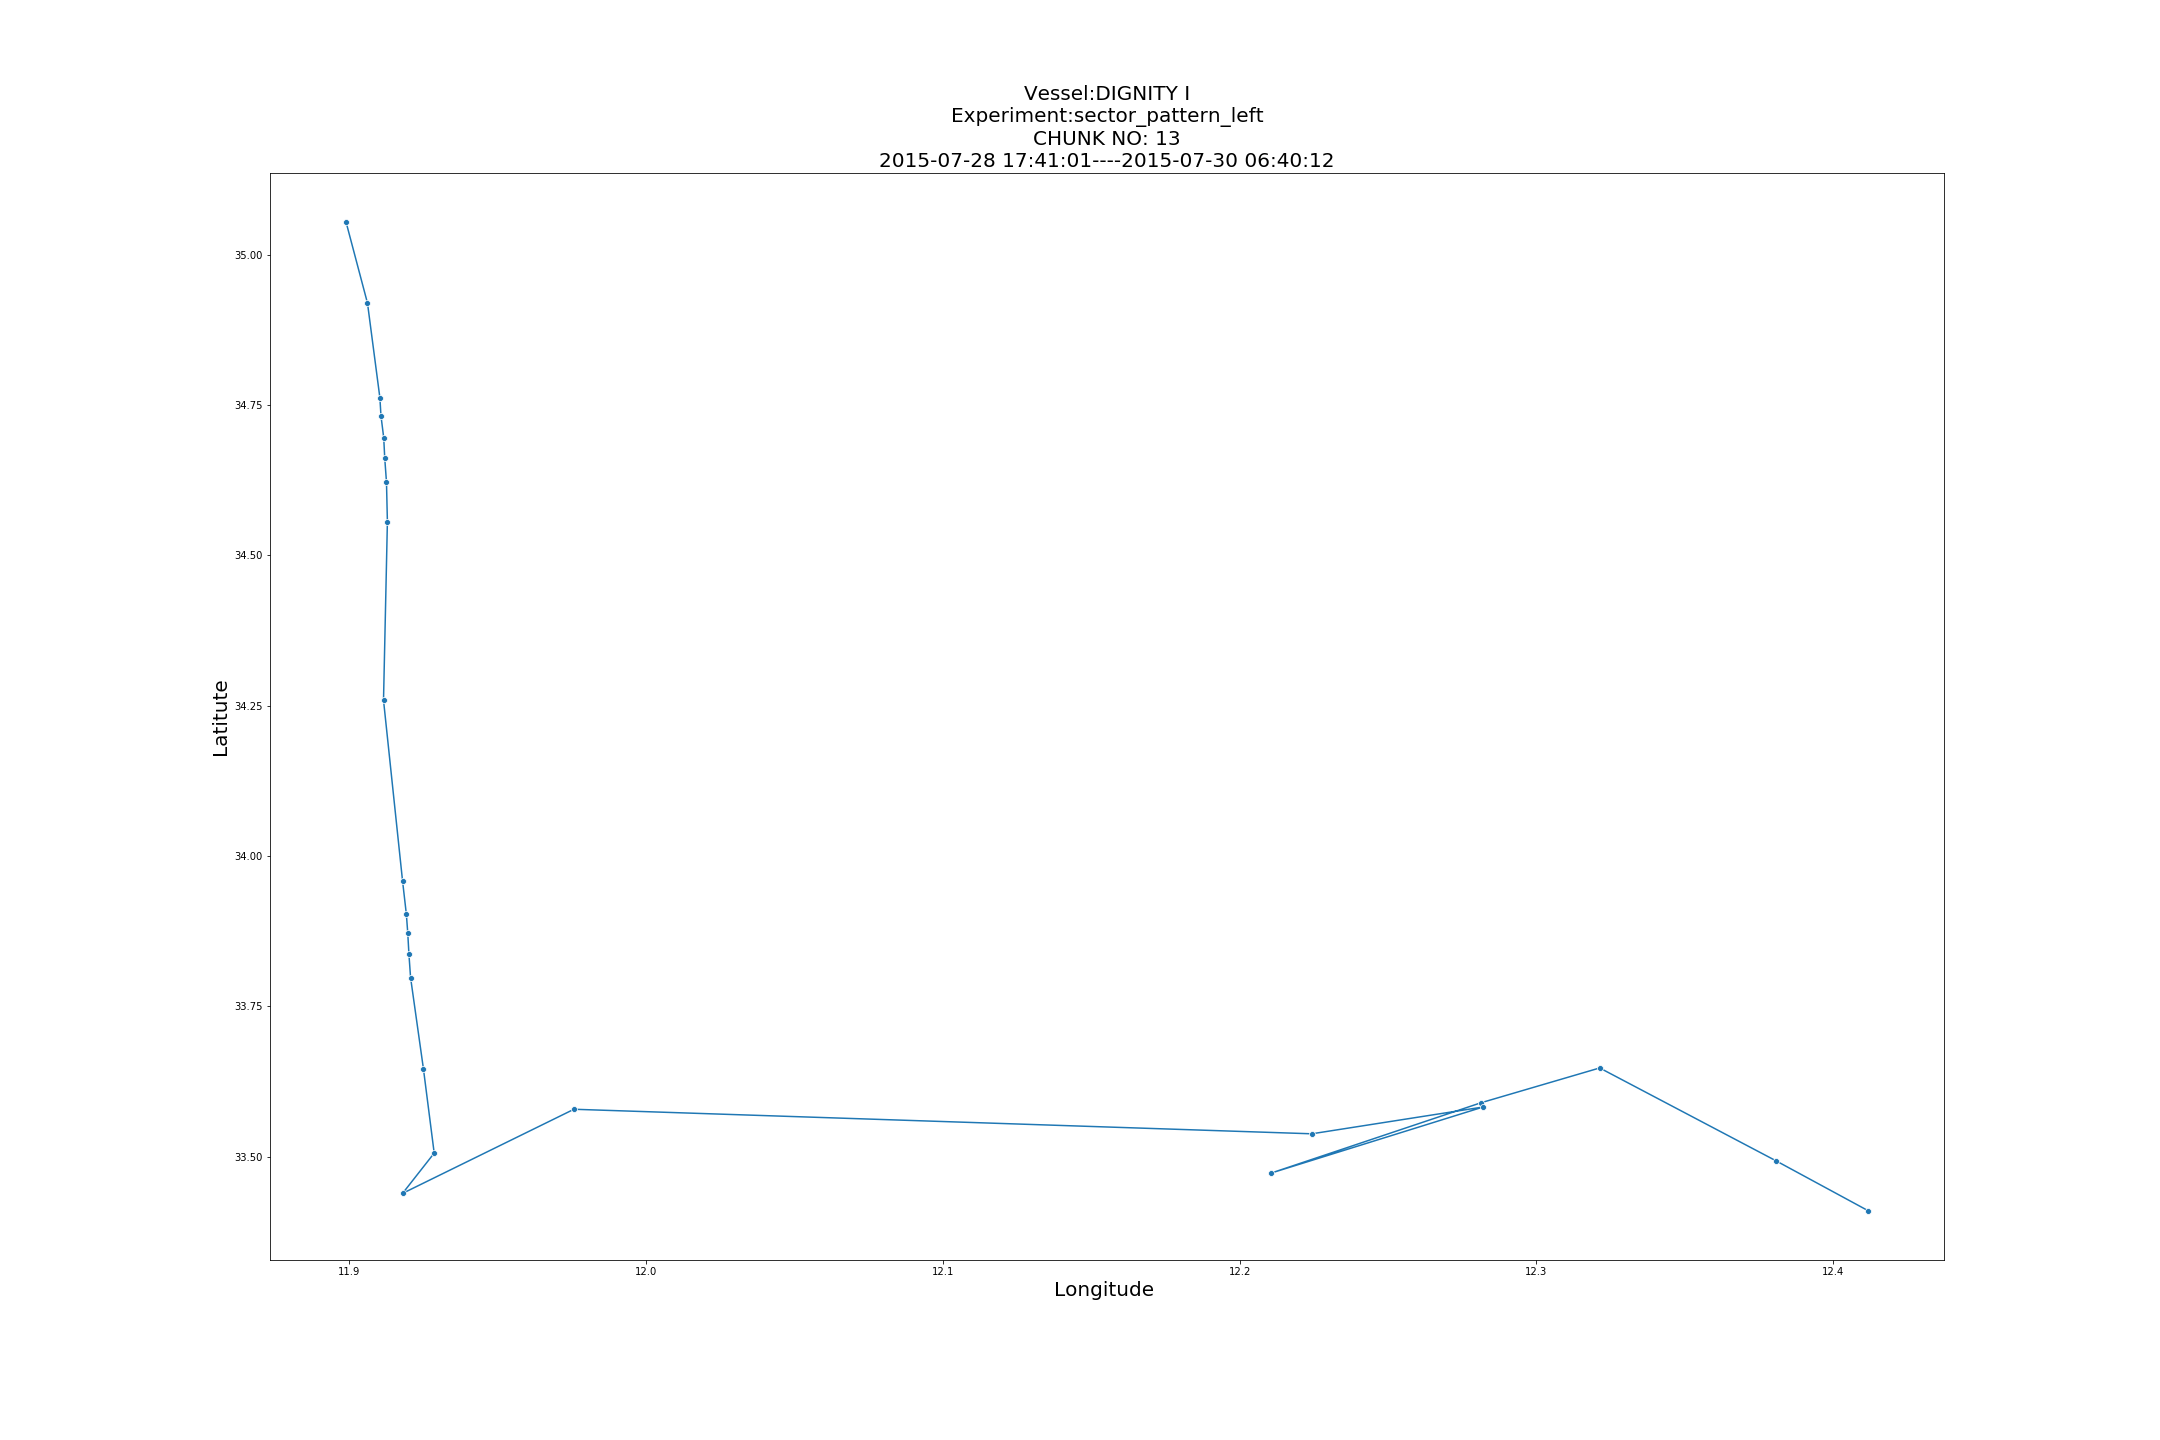 Vessel:DIGNITY I
Experiment:sector_pattern_left
CHUNK NO: 13
2015-07-28 17:41:01----2015-07-30 06:40:12
35.00
34.75
34.50
34.25
34.00
33.75
33.50
Latitute
11.9 12.0 12.1 12.2 12.3 12.4
Longitude